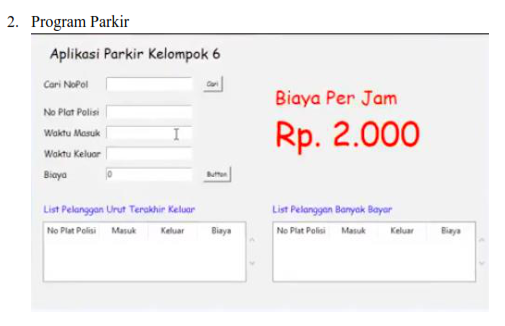 2. Program Parkir
Aplikasi Parkir Kelompok 6
Cari NoPol
Cari
No Plat Polisi
Waktu Masuk
Waktu Keluar
Biaya
0
Button
Biaya Per Jam
Rp. 2.000
List Pelanggan Urut Terakhir Keluar
No Plat Polisi Masuk Keluar Biaya
List Pelanggan Banyak Bayar
No Plat Polisi Masuk Keluar Biaya